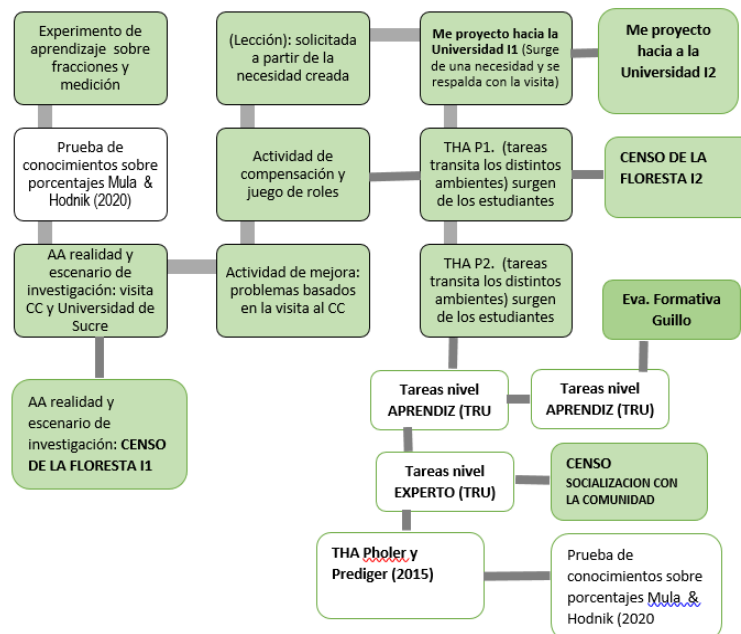 Experimento de
aprendizaje sobre
fracciones y
medición
(Lección): solicitada
a partir de la
necesidad creada
Me proyecto hacia la
Universidad I1 (Surge
de una necesidad y se
respalda con la visita)
Me proyecto
hacia a la
Universidad I2
Prueba de
conocimientos sobre
porcentajes Mula &
Hodnik (2020)
Actividad de
compensación y
juego de roles
THA P1. (tareas
transita los distintos
ambientes) surgen
de los estudiantes
CENSO DE LA
FLORESTA I2
AA realidad y
escenario de
investigación: visita
CC y Universidad de
Sucre
Actividad de mejora:
problemas basados
en la visita al CC
THA P2. (tareas
transita los distintos
ambientes) surgen
de los estudiantes
Eva. Formativa
Guillo
AA realidad y
escenario de
investigación: CENSO
DE LA FLORESTA I1
Tareas nivel
APRENDIZ (TRU
Tareas nivel
APRENDIZ (TRU)
Tareas nivel
EXPERTO (TRU)
CENSO
SOCIALIZACION CON
LA COMUNIDAD
THA Pholer y
Prediger (2015)
Prueba de
conocimientos sobre
porcentajes Mula &
Hodnik (2020